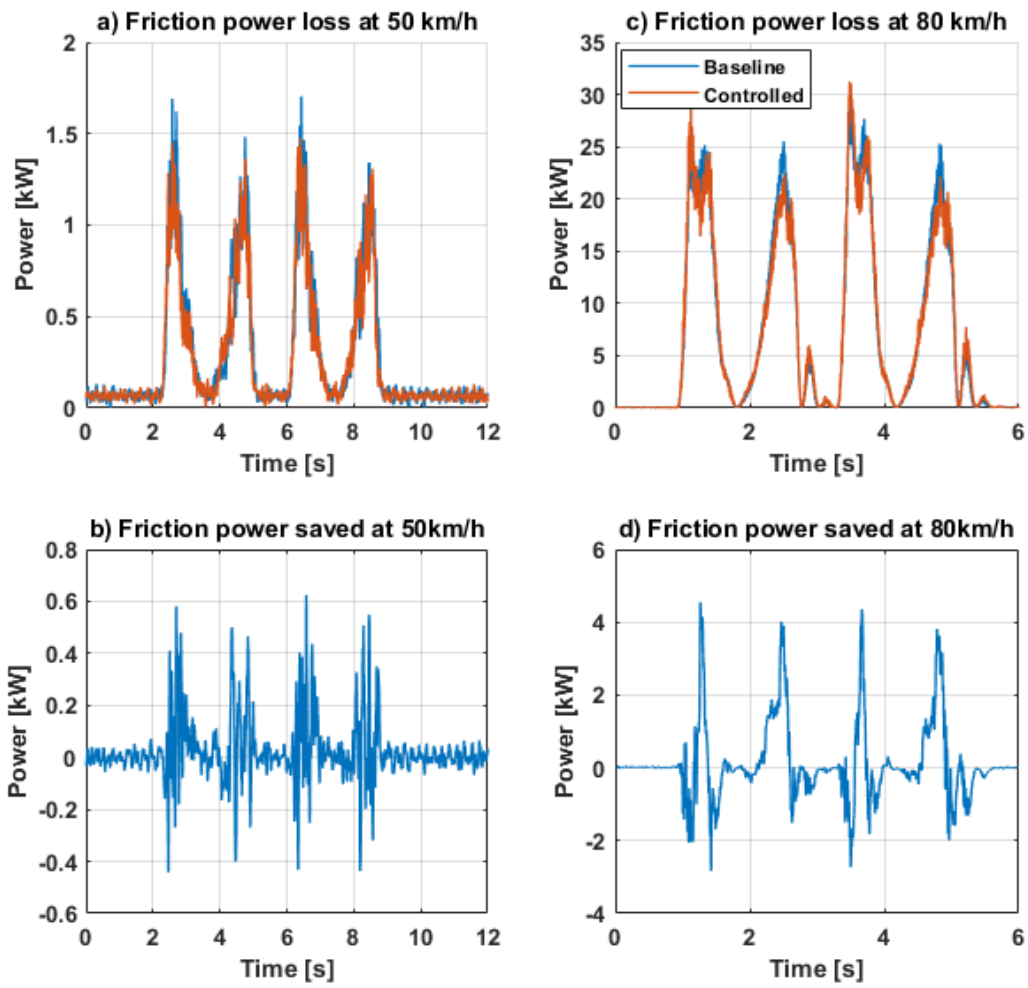 a) Friction power loss at 50 km/h
2
1.5
1
0.5
0
Power [kW]
0 2 4 6 8 10 12
Time [s]
c) Friction power loss at 80 km/h
35
30
25
20
15
10
5
0
Power [kW]
Baseline
Controlled
0 2 4 6
Time [s]
b) Friction power saved at 50km/h
0.8
0.6
0.4
0.2
0
-0.2
-0.4
-0.6
Power [kW]
0 2 4 6 8 10 12
Time [s]
d) Friction power saved at 80km/h
6
4
2
0
-2
-4
Power [kW]
0 2 4 6
Time [s]